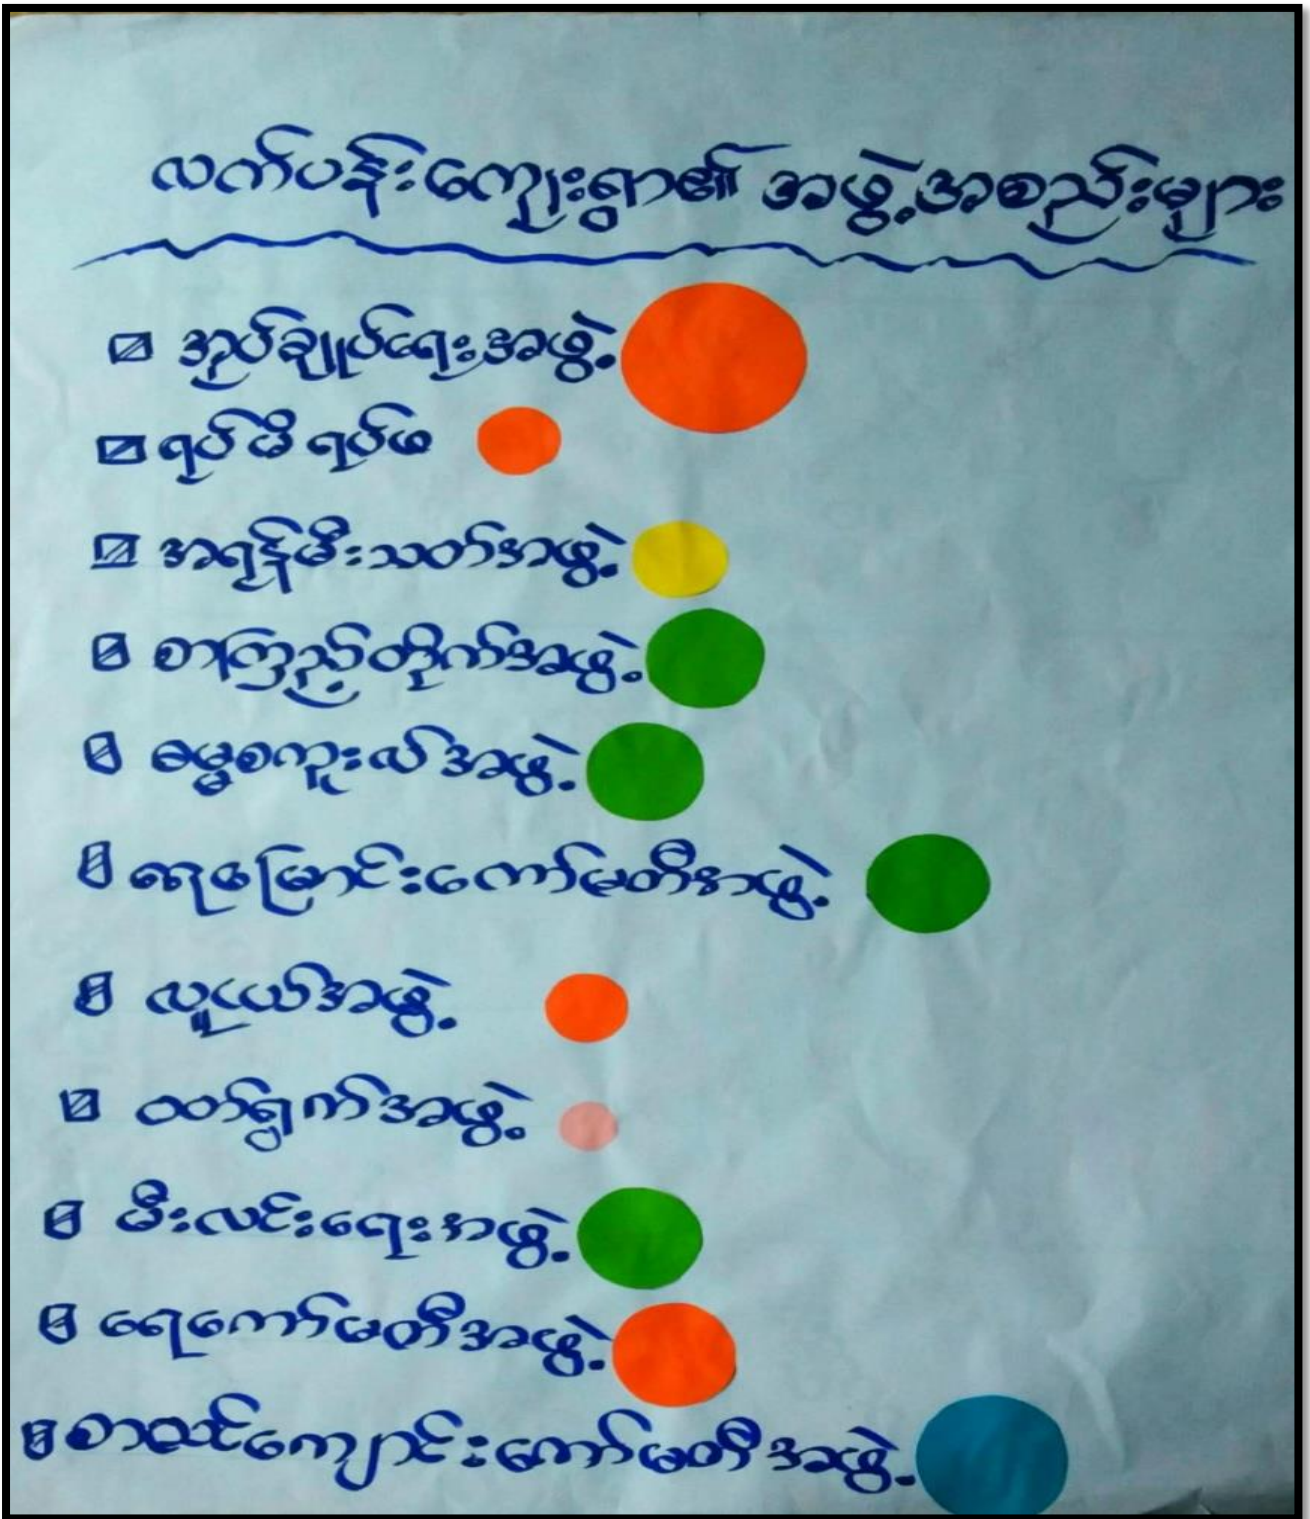 လက်ပန်းကျေးရွာ၏ အဖွဲ့အစည်းများ
အုပ်ချုပ်ရေးအဖွဲ့
ရပ်မိရပ်ဖ
အရန်မီးသတ်အဖွဲ့
စာကြည့်တိုက်အဖွဲ့
ဓမ္မစကူးလ်အဖွဲ့
ရေမြောင်းကော်မတီအဖွဲ့
လူငယ်အဖွဲ့
ထော်ရွက်အဖွဲ့
မီးလင်းရေးအဖွဲ့
ရေကော်မတီအဖွဲ့
စာသင်ကျောင်းကော်မတီအဖွဲ့